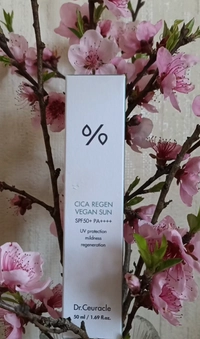 %
CICA REGEN
VEGAN SUN
SPF 50+ PA++++
UV protection
mildness
regeneration
Dr.Ceuracle
50 ml / 1.69 fl.oz.